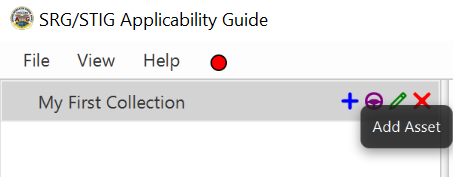 SRG/STIG Applicability Guide
File View Help
My First Collection
Add Asset